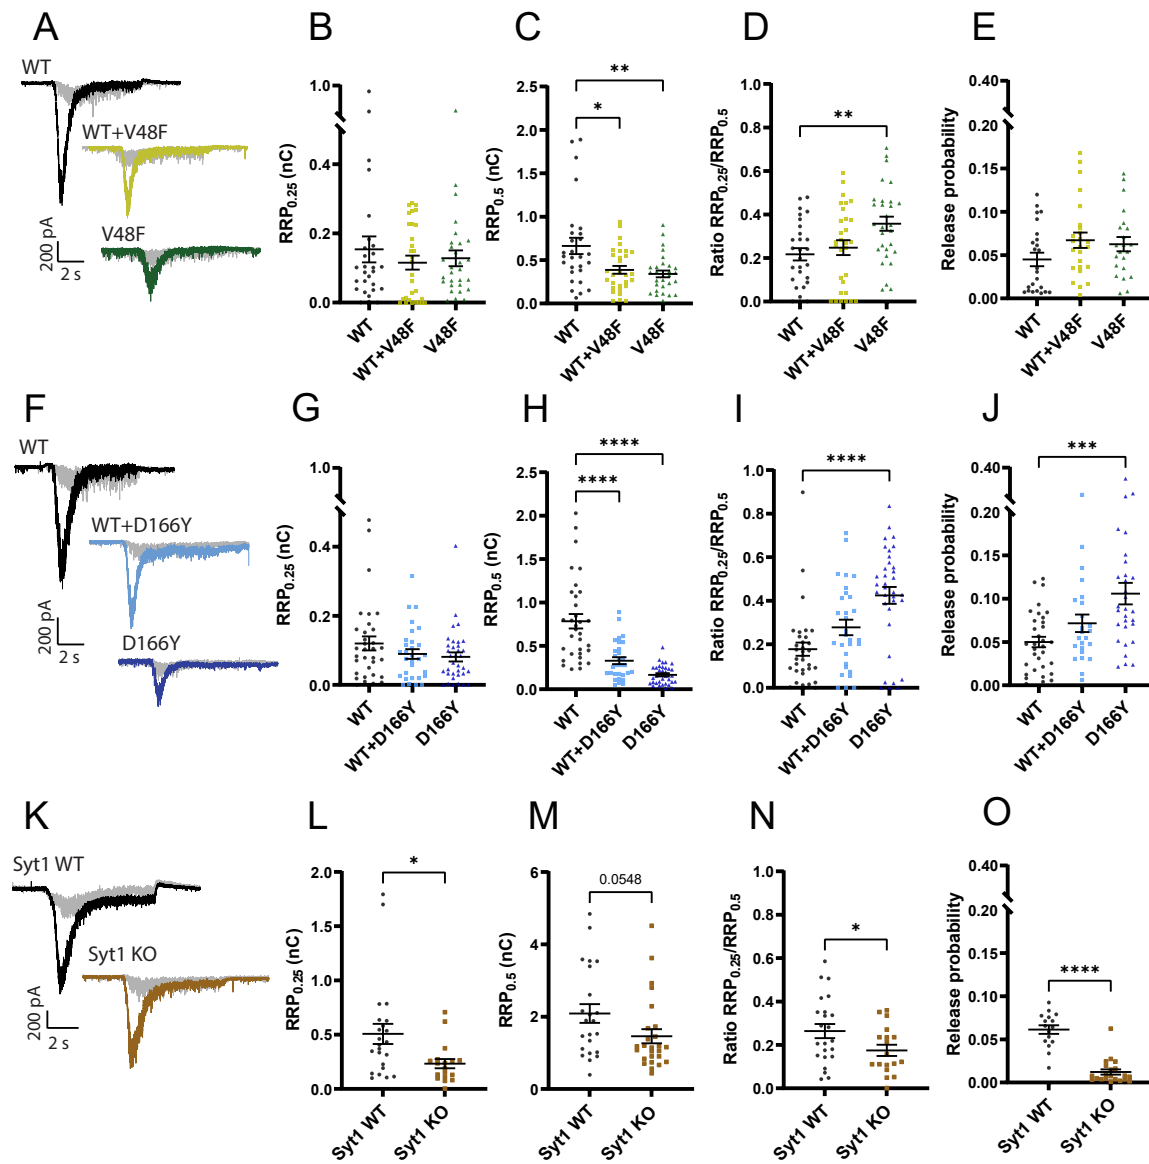 A
WT
WT+V48F
V48F
200 pA
2 s
B
RRP0.25 (nC)
1.0
0.4
0.2
0.0
WT
WT+V48F
V48F
C
RRP0.5 (nC)
2.5
2.0
1.5
1.0
0.5
0.0
**
*
WT
WT+V48F
V48F
D
Ratio RRP0.25/RRP0.5
1.0
0.8
0.6
0.4
0.2
0.0
**
WT
WT+V48F
V48F
E
Release probability
0.40
0.20
0.15
0.10
0.05
0.00
WT
WT+V48F
V48F
F
WT
WT+D166Y
D166Y
200 pA
2 s
G
RRP0.25 (nC)
1.0
0.4
0.2
0.0
WT
WT+D166Y
D166Y
H
RRP0.5 (nC)
2.5
2.0
1.5
1.0
0.5
0.0
****
****
WT
WT+D166Y
D166Y
I
Ratio RRP0.25/RRP0.5
1.0
0.8
0.6
0.4
0.2
0.0
****
WT
WT+D166Y
D166Y
J
Release probability
0.40
0.20
0.15
0.10
0.05
0.00
***
WT
WT+D166Y
D166Y
K
Syt1 WT
Syt1 KO
200 pA
2 s
L
RRP0.25 (nC)
2.0
1.5
1.0
0.5
0.0
*
Syt1 WT
Syt1 KO
M
RRP0.5 (nC)
6
4
2
0
0.0548
Syt1 WT
Syt1 KO
N
Ratio RRP0.25/RRP0.5
1.0
0.8
0.6
0.4
0.2
0.0
*
Syt1 WT
Syt1 KO
O
Release probability
0.40
0.20
0.15
0.10
0.05
0.00
****
Syt1 WT
Syt1 KO